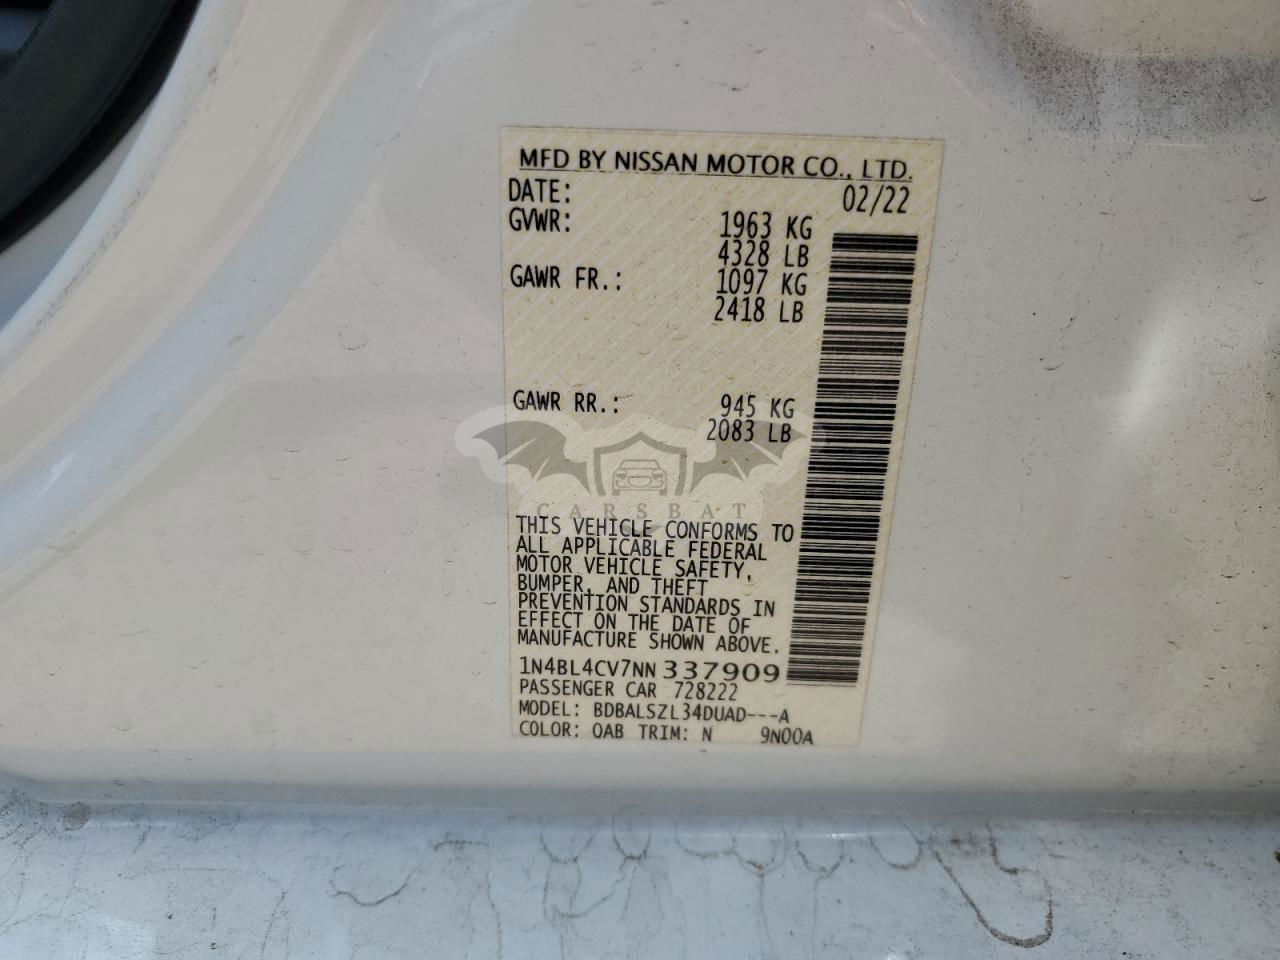 MFD BY NISSAN MOTOR CO., LTD.
DATE: 02/22
GVWR: 1963 KG
4328 LB
GAWR FR.: 1097 KG
2418 LB
GAWR RR.: 945 KG
2083 LB
CARSBAT
THIS VEHICLE CONFORMS TO
ALL APPLICABLE FEDERAL
MOTOR VEHICLE SAFETY,
BUMPER, AND THEFT
PREVENTION STANDARDS IN
EFFECT ON THE DATE OF
MANUFACTURE SHOWN ABOVE.
1N4BL4CV7NN337909
PASSENGER CAR 728222
MODEL: BDBALSZL34DUAD---A
COLOR: QAB TRIM: N 9N00A